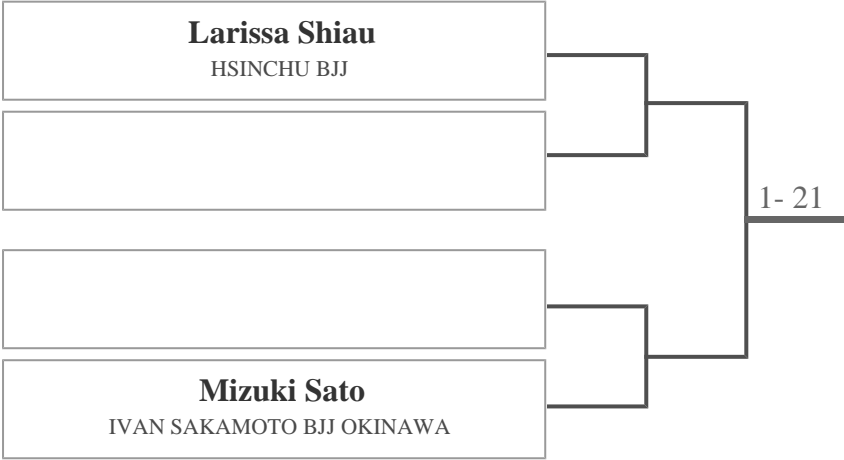 Larissa Shiau
HSINCHU BJJ
1- 21
Mizuki Sato
IVAN SAKAMOTO BJJ OKINAWA